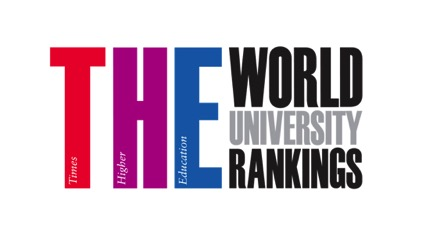 THE
Times
Higher
Education
WORLD
UNIVERSITY
RANKINGS